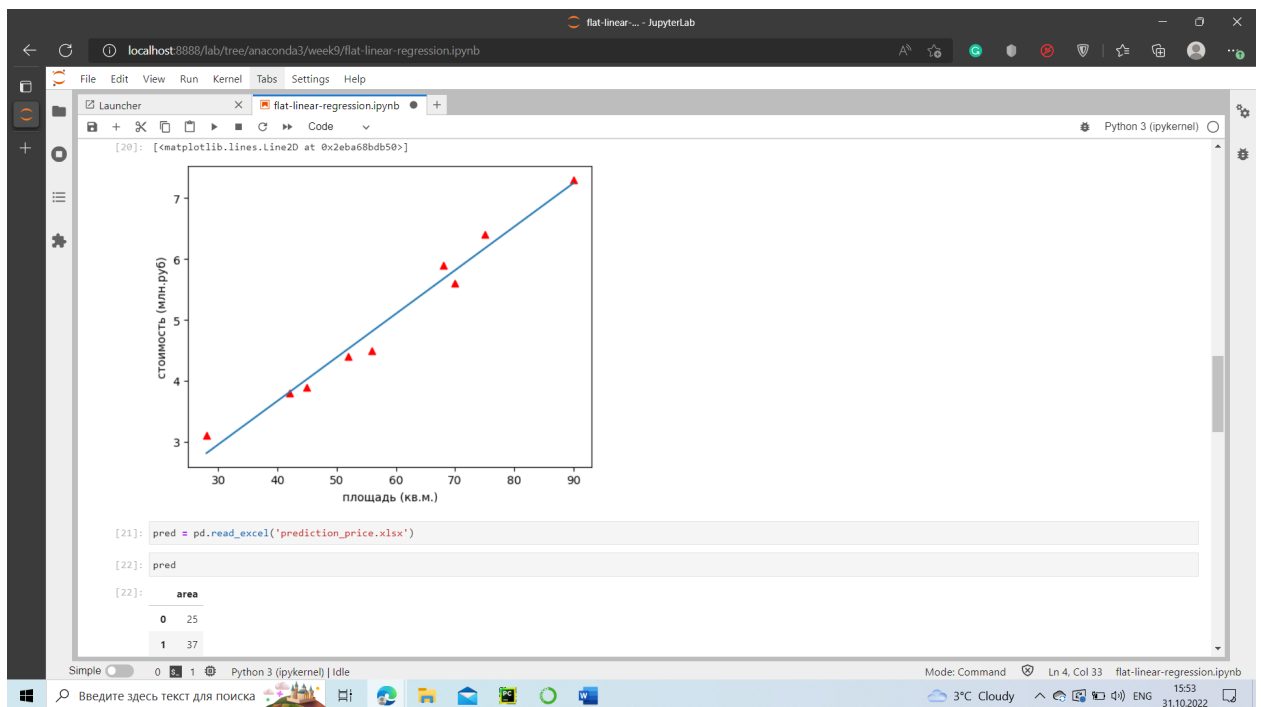 flat-linear-... - JupyterLab
localhost:8888/lab/tree/anaconda3/week9/flat-linear-regression.ipynb
File Edit View Run Kernel Tabs Settings Help
Launcher
flat-linear-regression.ipynb
Code
Python 3 (ipykernel)
[20]: [<matplotlib.lines.Line2D at 0x2eba68bdb50>]
7
6
5
4
3
стоимость (млн.руб)
30 40 50 60 70 80 90
площадь (кв.м.)
[21]: pred = pd.read_excel('prediction_price.xlsx')
[22]: pred
[22]: area
0 25
1 37
Simple 0 1 Python 3 (ipykernel) | Idle Mode: Command Ln 4, Col 33 flat-linear-regression.ipynb
Введите здесь текст для поиска
3°C Cloudy ENG 15:53
31.10.2022